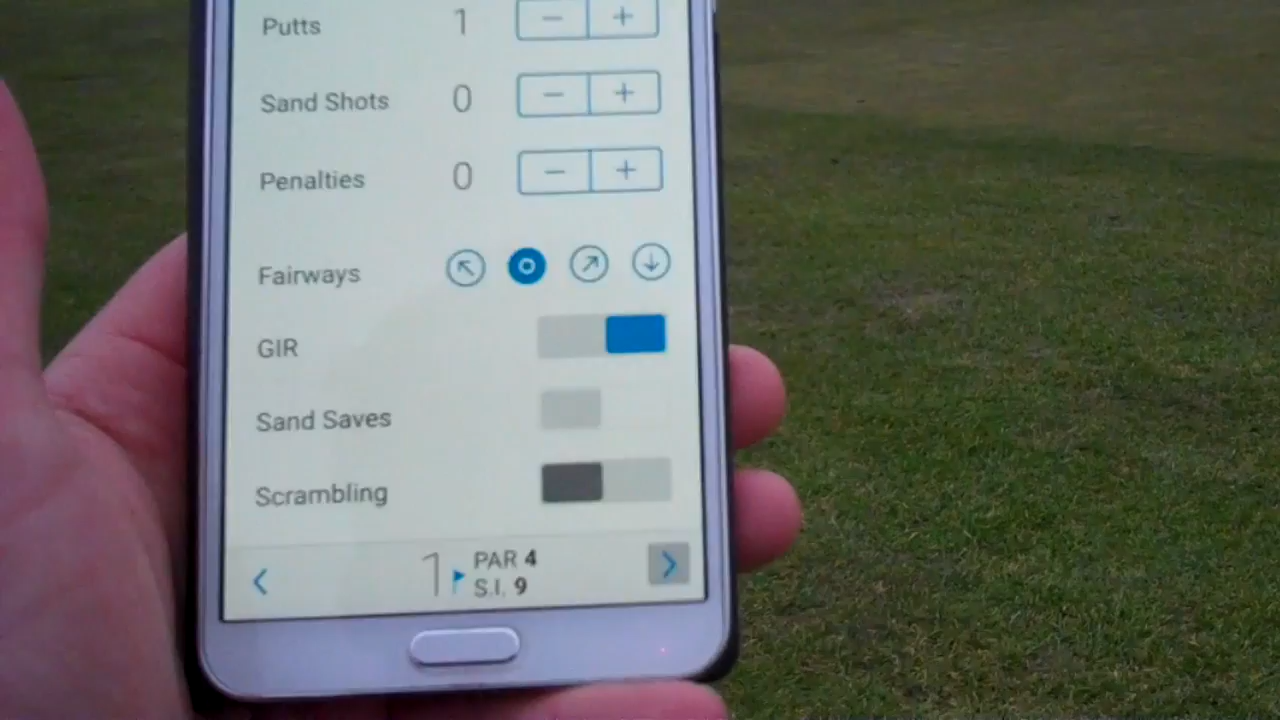 Putts 1 − +
Sand Shots 0 − +
Penalties 0 − +
Fairways
GIR
Sand Saves
Scrambling
1 PAR 4
S.I. 9